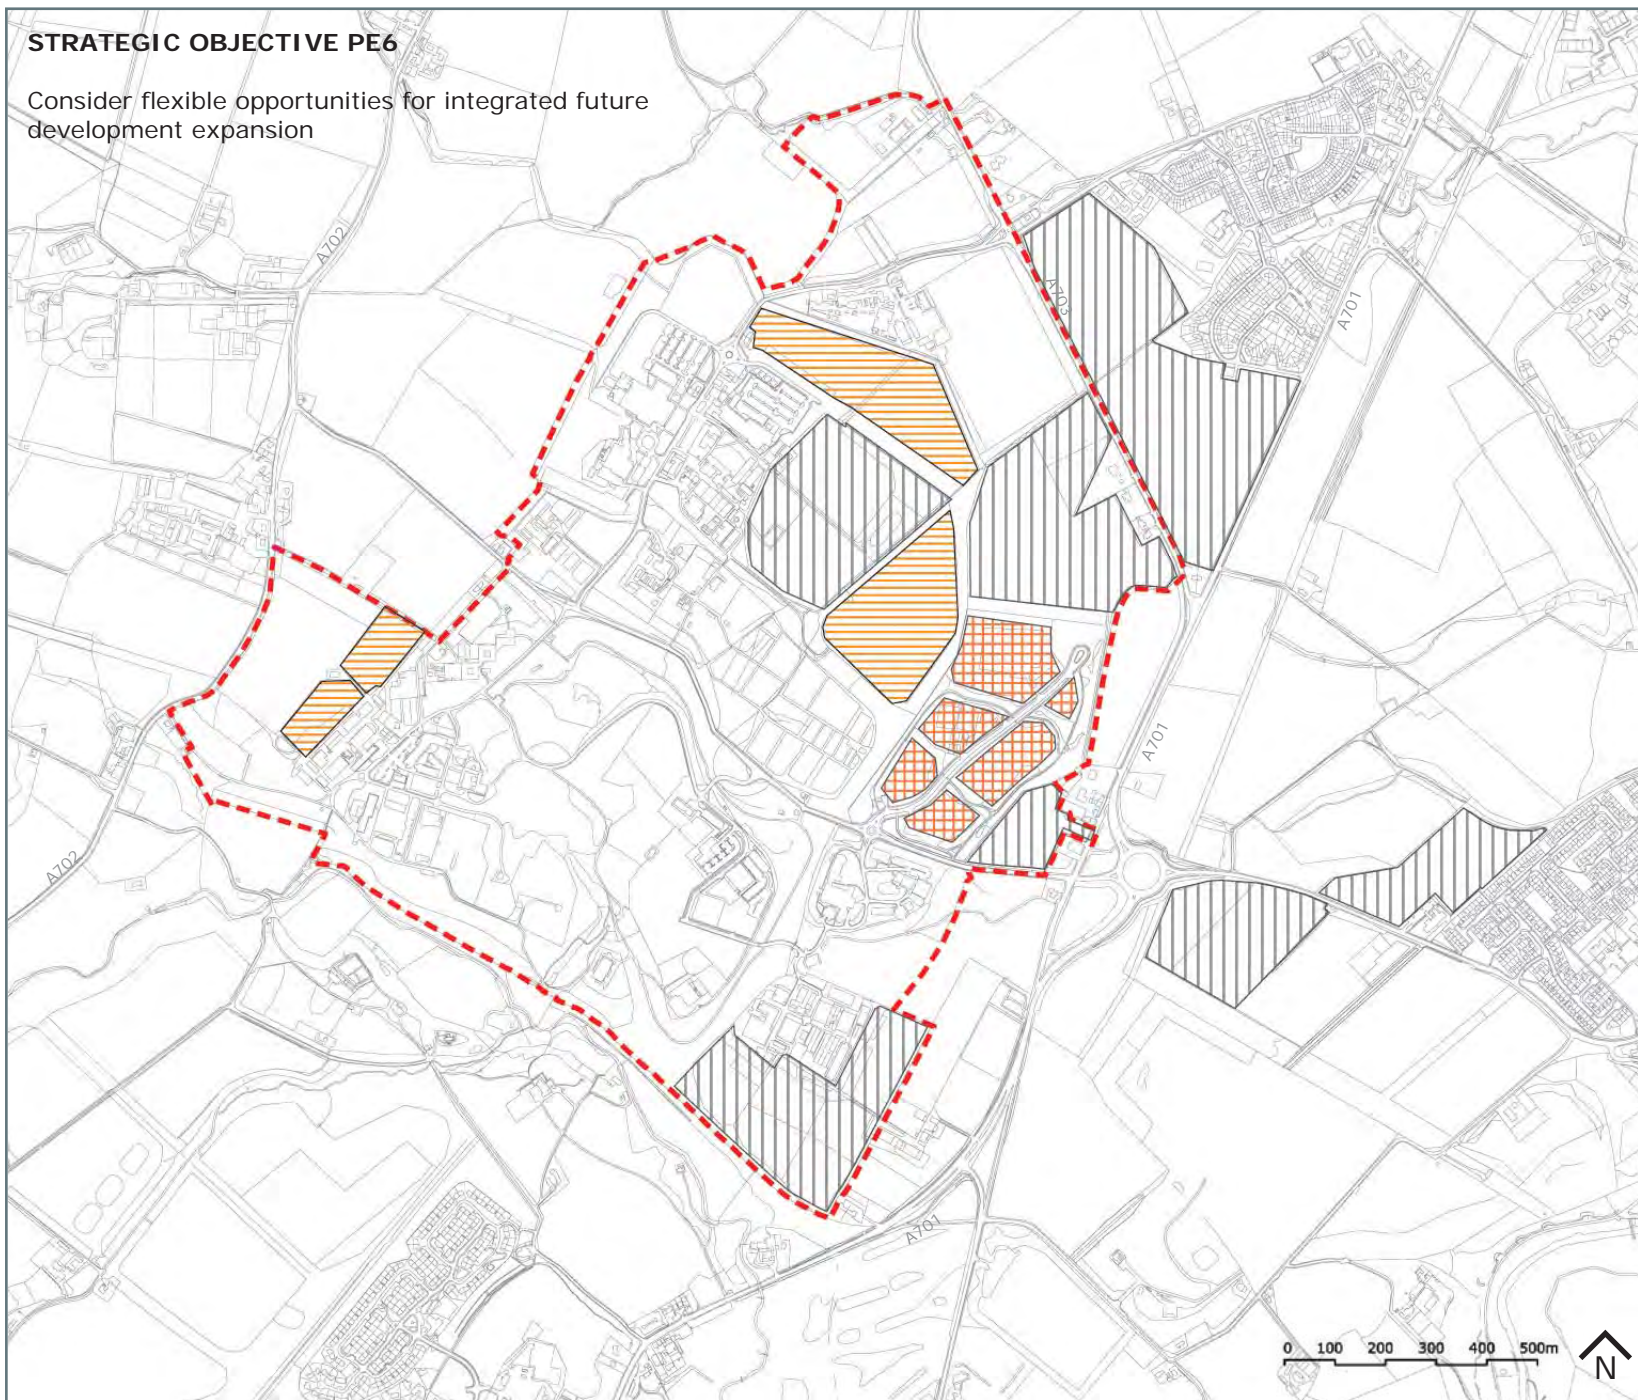 STRATEGIC OBJECTIVE PE6
Consider flexible opportunities for integrated future
development expansion
A702
A703
A701
A701
A702
A701
0 100 200 300 400 500m
N